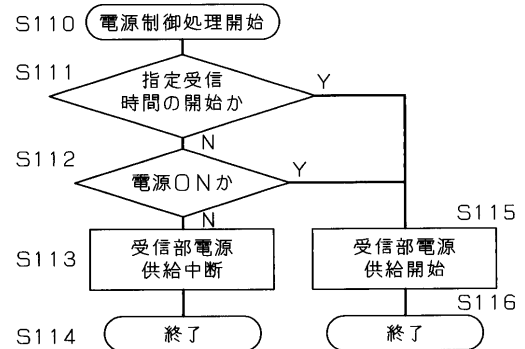 S110
電源制御処理開始
S111
指定受信
時間の開始か
Y
N
S112
電源ONか
Y
N
S115
S113
受信部電源
供給中断
受信部電源
供給開始
S116
S114
終了
終了